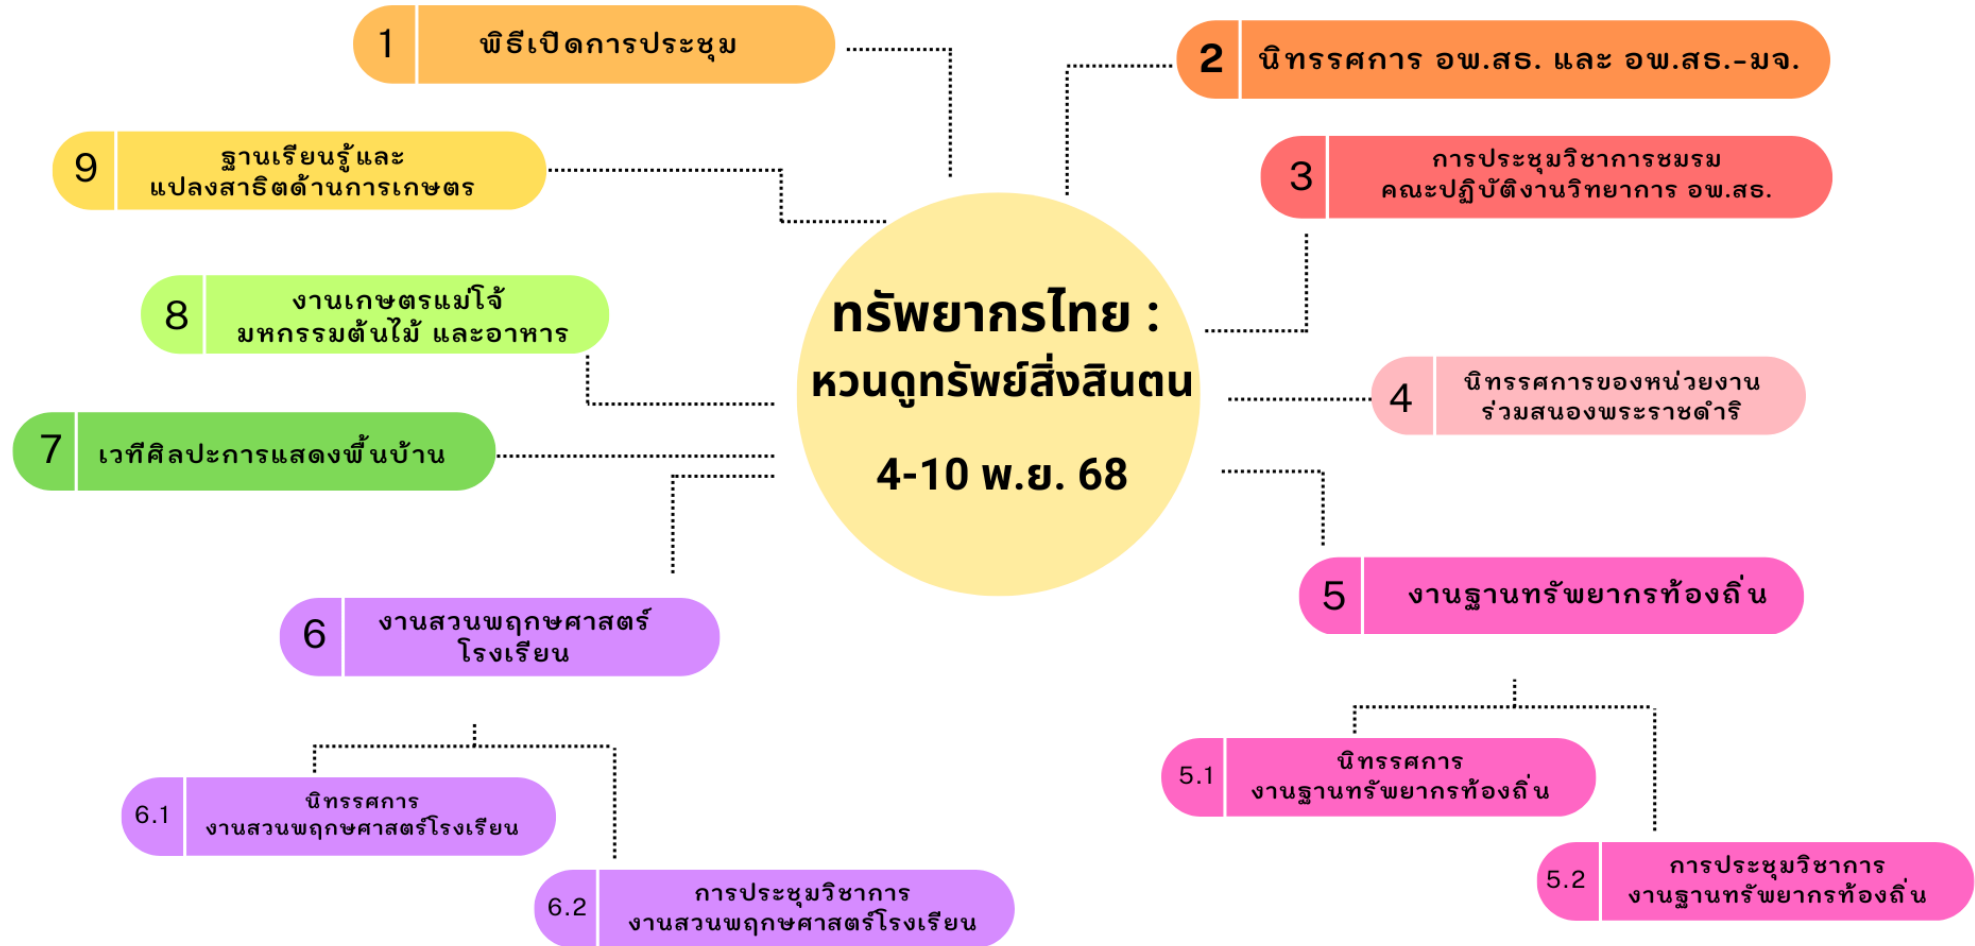 1
พิธีเปิดการประชุม
2
นิทรรศการ อพ.สธ. และ อพ.สธ.-มจ.
9
ฐานเรียนรู้และ
แปลงสาธิตด้านการเกษตร
3
การประชุมวิชาการชมรม
คณะปฏิบัติงานวิทยาการ อพ.สธ.
8
งานเกษตรแม่โจ้
มหกรรมต้นไม้ และอาหาร
ทรัพยากรไทย :
หวนดูทรัพย์สิ่งสินตน
4-10 พ.ย. 68
4
นิทรรศการของหน่วยงาน
ร่วมสนองพระราชดำริ
7
เวทีศิลปะการแสดงพื้นบ้าน
5
งานฐานทรัพยากรท้องถิ่น
6
งานสวนพฤกษศาสตร์
โรงเรียน
5.1
นิทรรศการ
งานฐานทรัพยากรท้องถิ่น
6.1
นิทรรศการ
งานสวนพฤกษศาสตร์โรงเรียน
5.2
การประชุมวิชาการ
งานฐานทรัพยากรท้องถิ่น
6.2
การประชุมวิชาการ
งานสวนพฤกษศาสตร์โรงเรียน